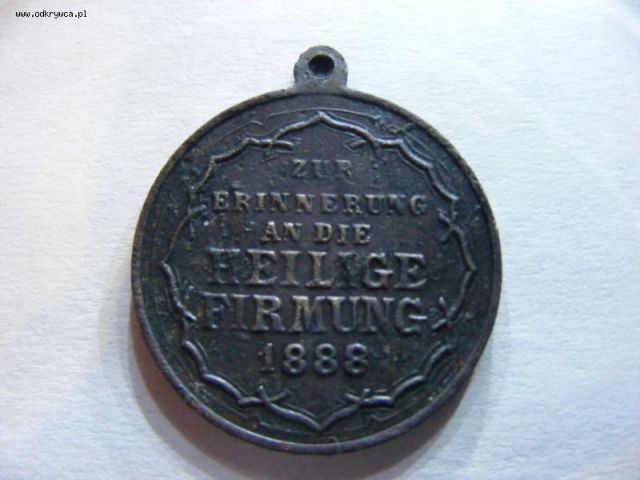 www.odkrywca.pl
ZUR
ERINNERUNG
AN DIE
HEILIGE
FIRMUNG
1888